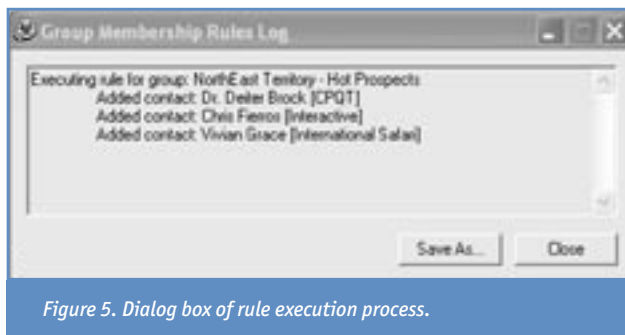 Group Membership Rules Log
Executing rule for group: NorthEast Territory - Hot Prospects
Added contact: Dr. Deiter Brock [CPQT]
Added contact: Chris Fierros [Interactive]
Added contact: Vivian Grace [International Safari]
Save As...
Close
Figure 5. Dialog box of rule execution process.